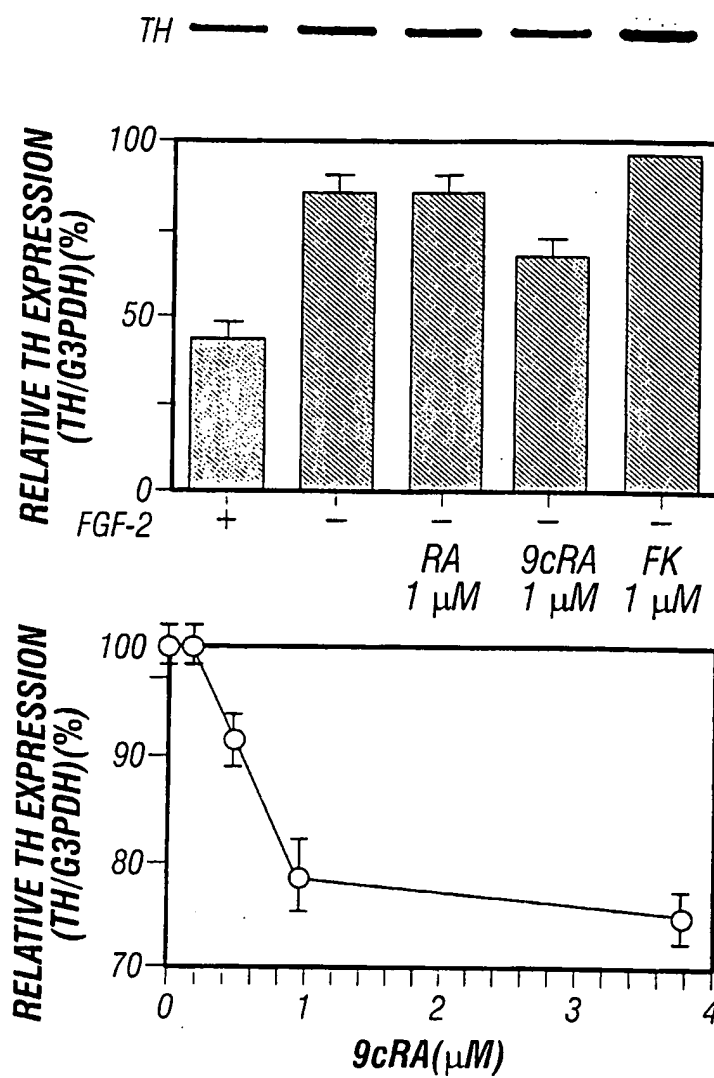 TH
RELATIVE TH EXPRESSION
(TH/G3PDH)(%)
100
50
0
FGF-2 + − − − −
RA 9cRA FK
1 μM 1 μM 1 μM
RELATIVE TH EXPRESSION
(TH/G3PDH)(%)
100
90
80
70
0 1 2 3 4
9cRA(μM)